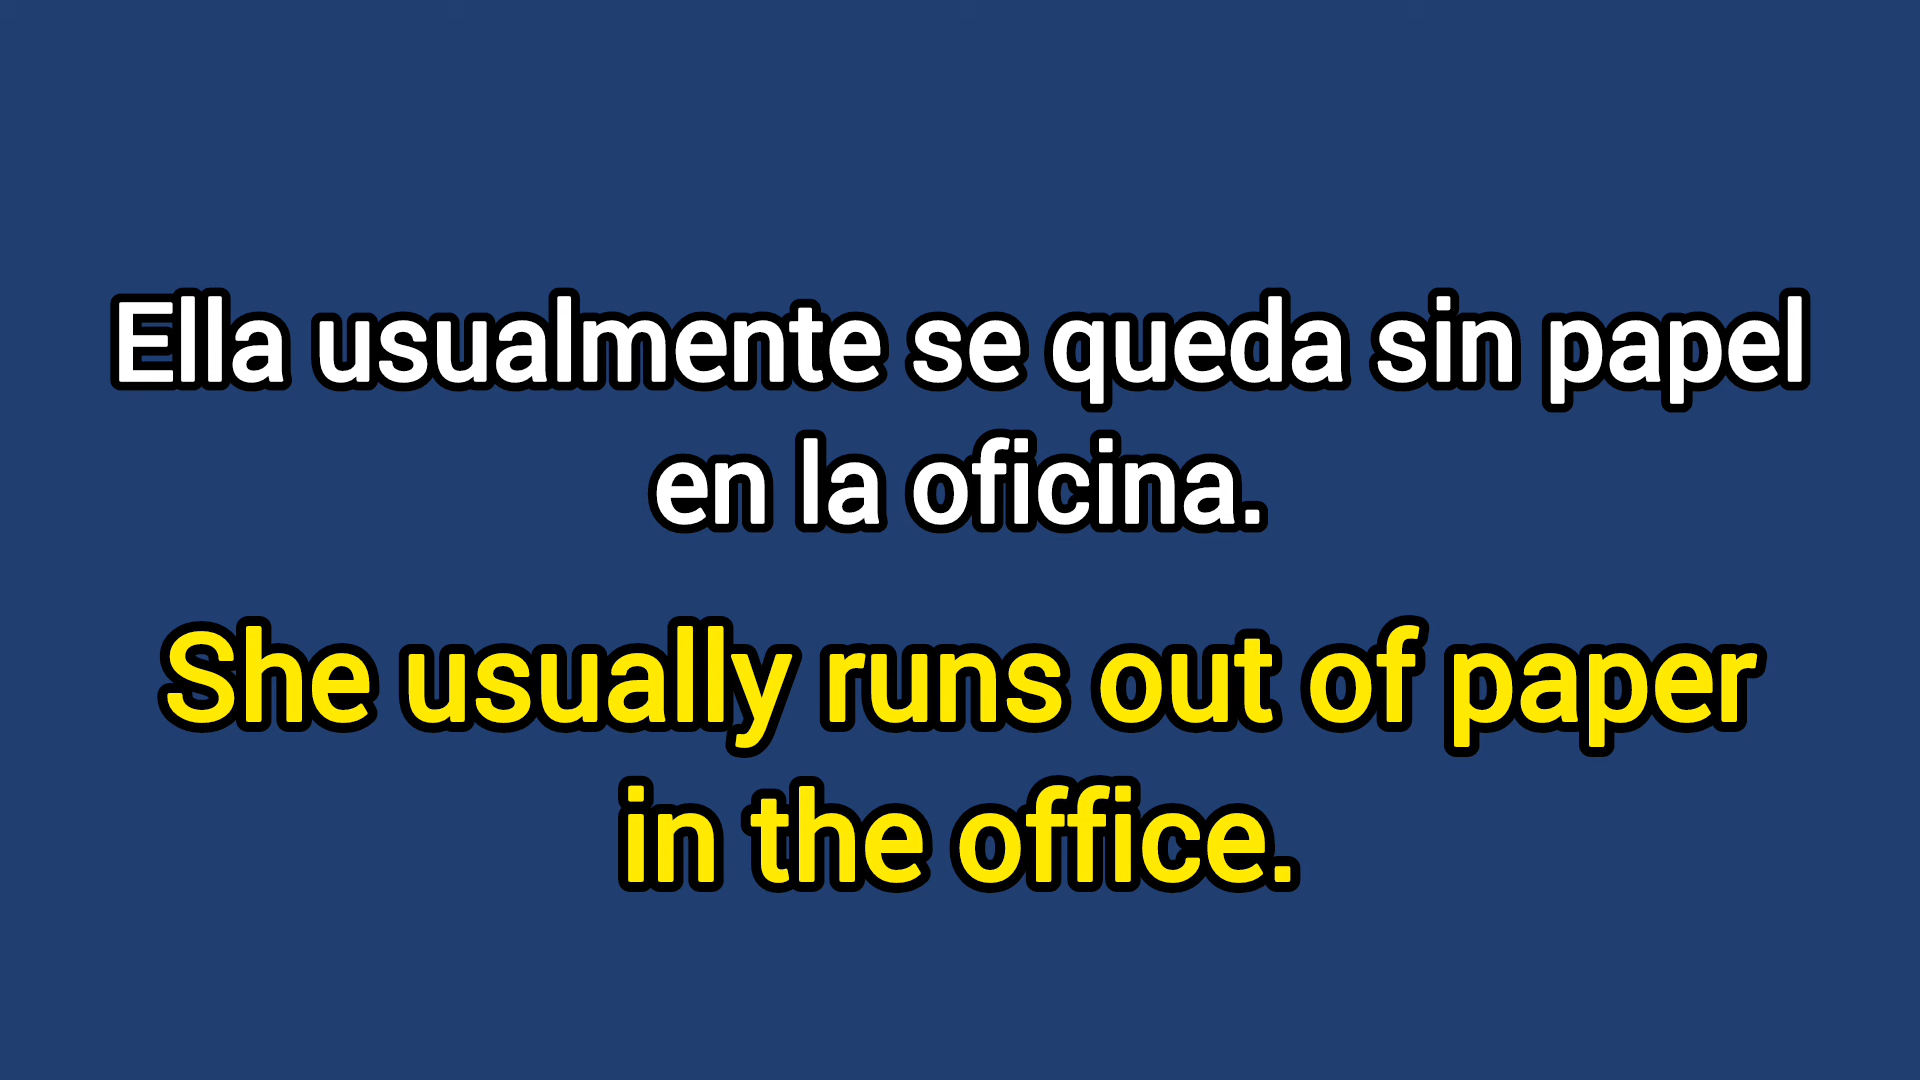 Ella usualmente se queda sin papel
en la oficina.
She usually runs out of paper
in the office.